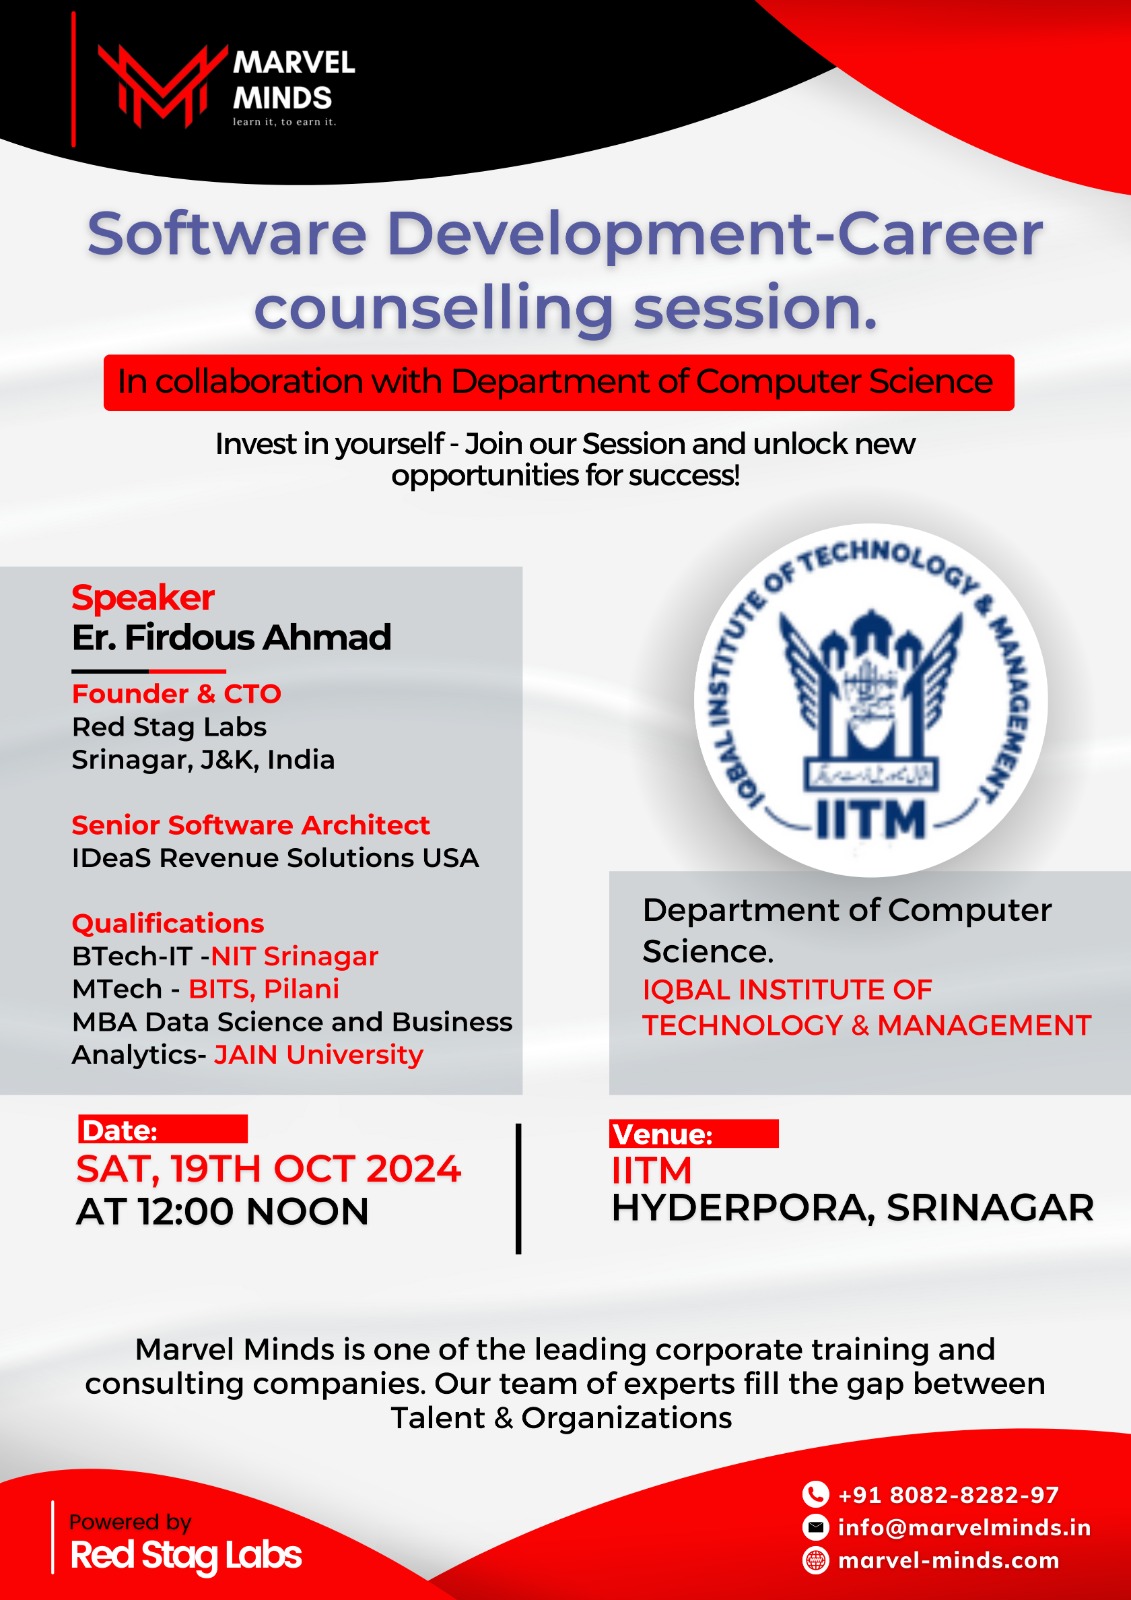 MARVEL
MINDS
learn it, to earn it.
Software Development-Career
counselling session.
In collaboration with Department of Computer Science
Invest in yourself - Join our Session and unlock new
opportunities for success!
Speaker
Er. Firdous Ahmad
Founder & CTO
Red Stag Labs
Srinagar, J&K, India
Senior Software Architect
IDeaS Revenue Solutions USA
Qualifications
BTech-IT -NIT Srinagar
MTech - BITS, Pilani
MBA Data Science and Business
Analytics- JAIN University
IQBAL INSTITUTE OF TECHNOLOGY & MANAGEMENT
IITM
Department of Computer
Science.
IQBAL INSTITUTE OF
TECHNOLOGY & MANAGEMENT
Date:
SAT, 19TH OCT 2024
AT 12:00 NOON
Venue:
IITM
HYDERPORA, SRINAGAR
Marvel Minds is one of the leading corporate training and
consulting companies. Our team of experts fill the gap between
Talent & Organizations
Powered by
Red Stag Labs
+91 8082-8282-97
info@marvelminds.in
marvel-minds.com